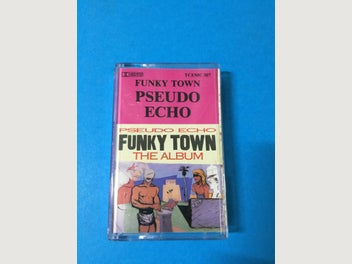 FUNKY TOWN
PSEUDO
ECHO
PSEUDO ECHO
FUNKY TOWN
THE ALBUM